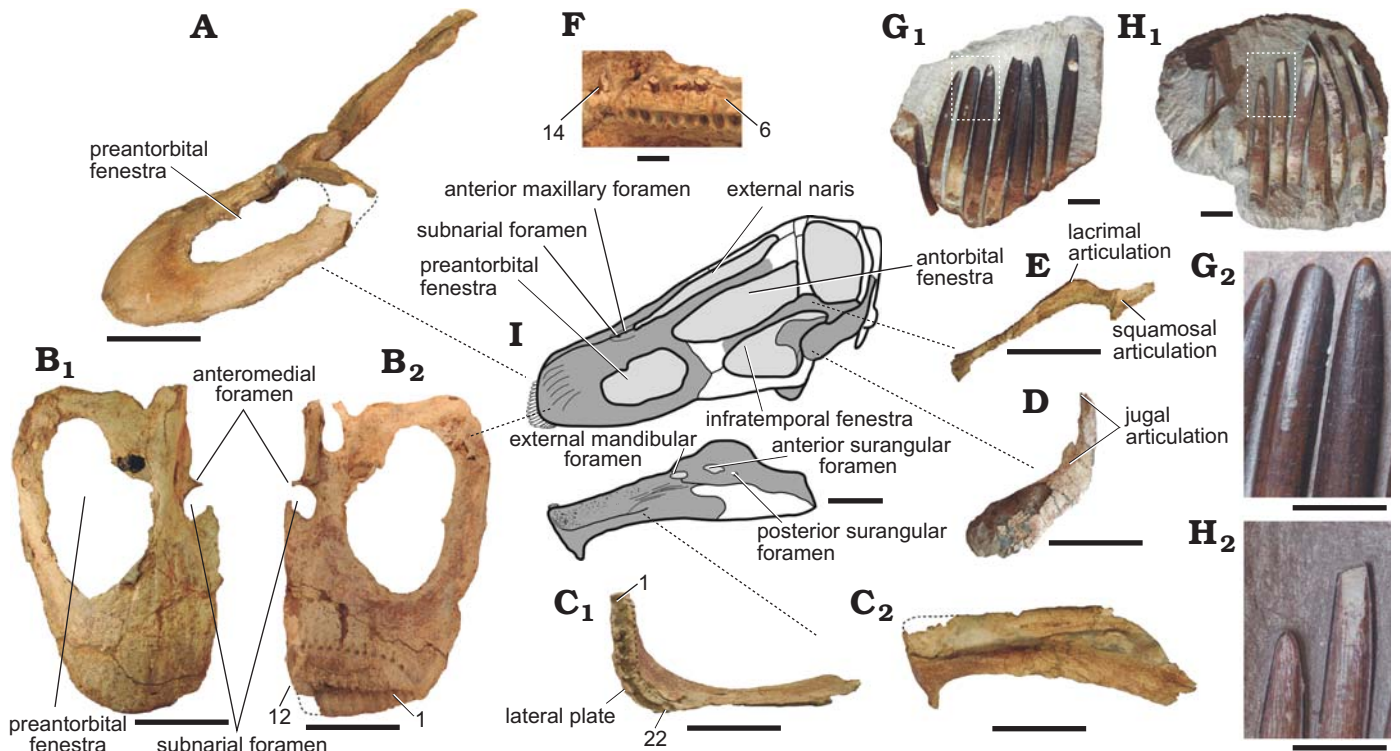 A
F
G1
H1
preantorbital
fenestra
14
6
anterior maxillary foramen
external naris
subnarial foramen
preantorbital
fenestra
antorbital
fenestra
lacrimal
articulation
E
G2
squamosal
articulation
I
B1
B2
anteromedial
foramen
infratemporal fenestra
D
jugal
articulation
external mandibular
foramen
anterior surangular
foramen
posterior surangular
foramen
H2
C1
1
C2
lateral plate
22
12
1
preantorbital
fenestra
subnarial foramen